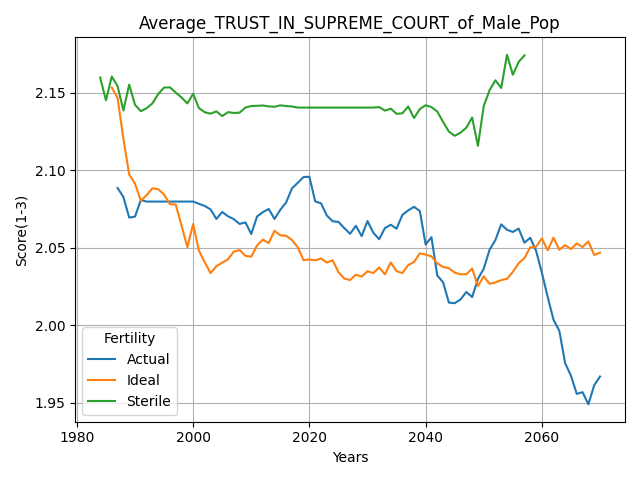 Average_TRUST_IN_SUPREME_COURT_of_Male_Pop
Score(1-3)
2.15
2.10
2.05
2.00
1.95
Fertility
Actual
Ideal
Sterile
1980
2000
2020
2040
2060
Years